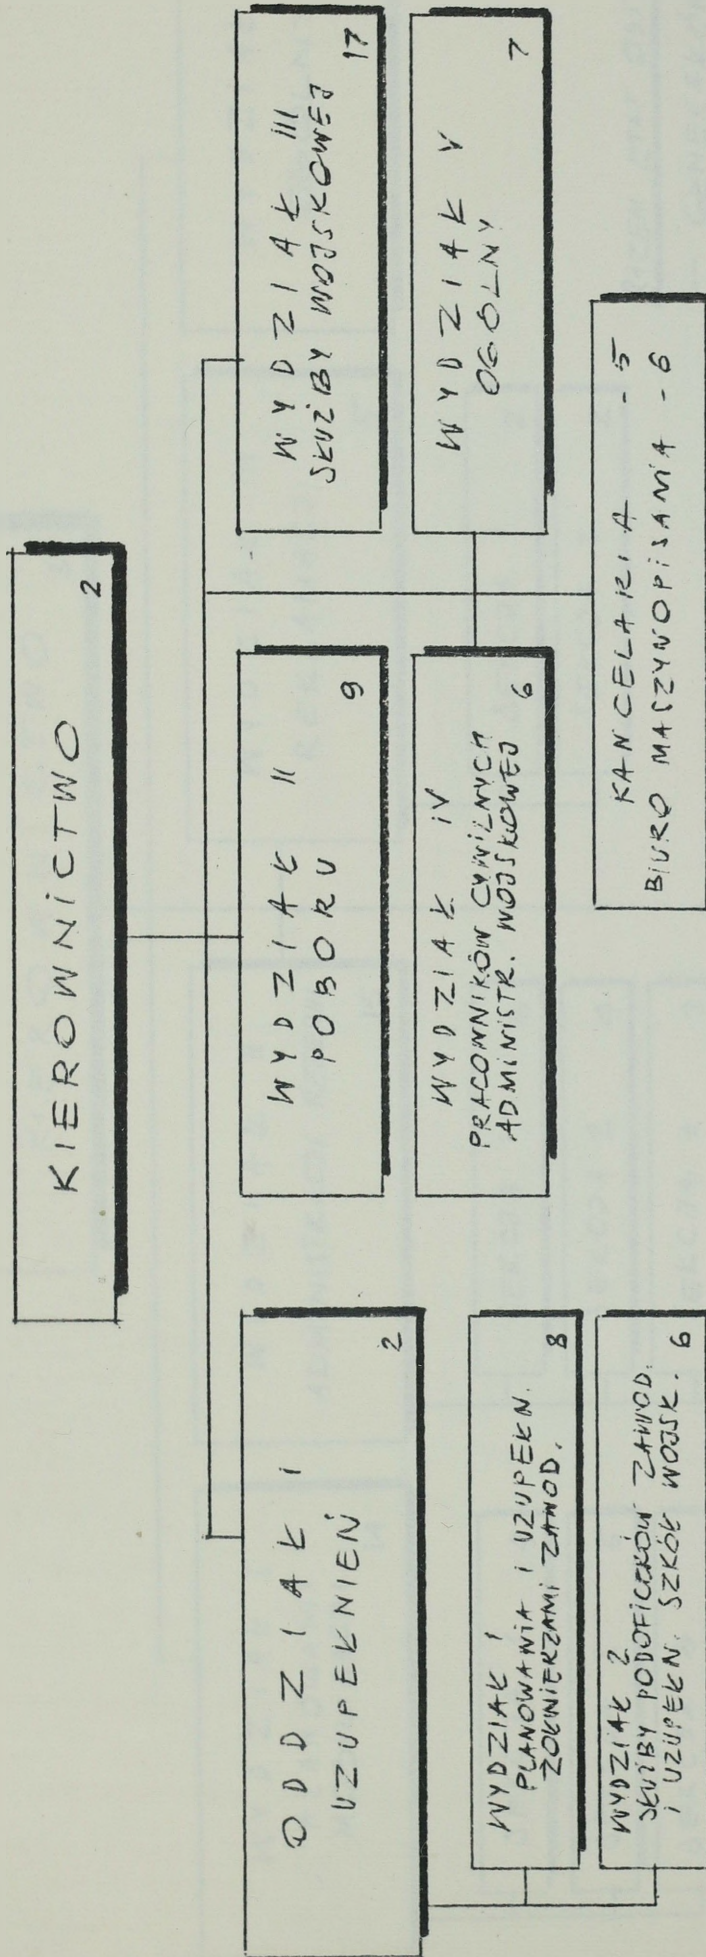 KIEROWNICTWO
2
ODDZIAŁ I
UZUPEŁNIEŃ
2
WYDZIAŁ 1
PLANOWANIA I UZUPEŁN.
ŻOŁNIERZAMI ZAWOD.
8
WYDZIAŁ 2
SŁUŻBY PODOFICERÓW ZAWOD.
I UZUPEŁN. SZKÓŁ WOJSK.
6
WYDZIAŁ II
POBORU
9
WYDZIAŁ IV
PRACOWNIKÓW CYWILNYCH
ADMINISTR. WOJSKOWEJ
6
WYDZIAŁ III
SŁUŻBY WOJSKOWEJ
17
WYDZIAŁ V
OGÓLNY
7
KANCELARIA - 5
BIURO MASZYNOPISANIA - 6